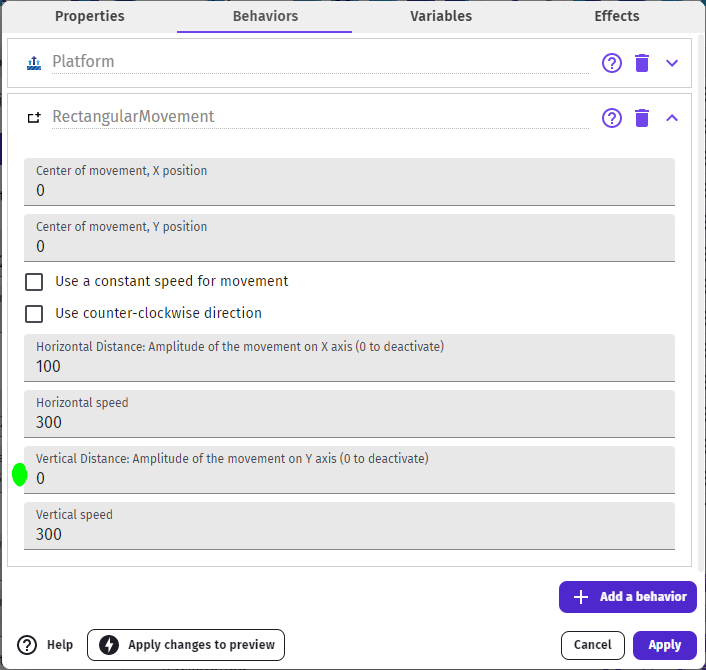 Properties Behaviors Variables Effects
Platform
RectangularMovement
Center of movement, X position
0
Center of movement, Y position
0
Use a constant speed for movement
Use counter-clockwise direction
Horizontal Distance: Amplitude of the movement on X axis (0 to deactivate)
100
Horizontal speed
300
Vertical Distance: Amplitude of the movement on Y axis (0 to deactivate)
0
Vertical speed
300
Add a behavior
Help Apply changes to preview Cancel Apply